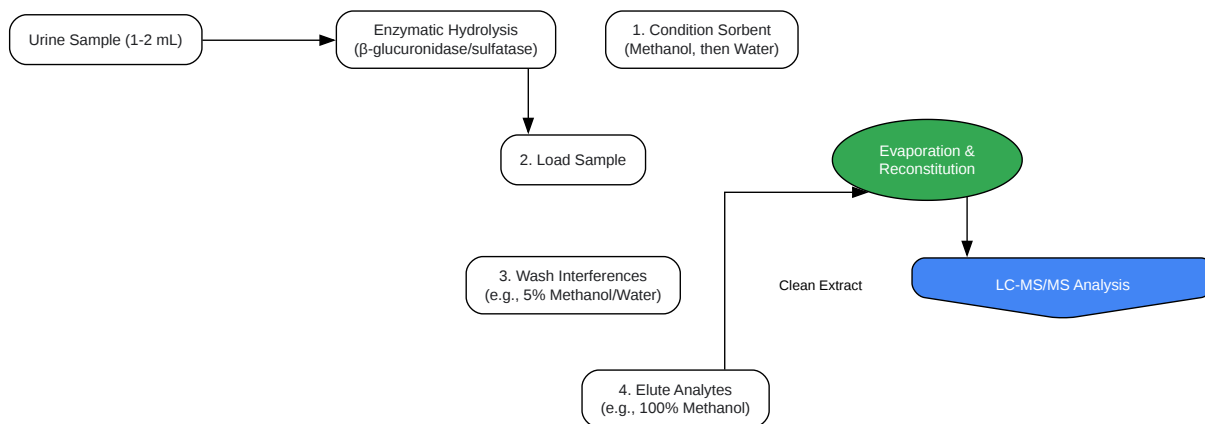 Urine Sample (1-2 mL)
Enzymatic Hydrolysis
(β-glucuronidase/sulfatase)
1. Condition Sorbent
(Methanol, then Water)
2. Load Sample
Evaporation &
Reconstitution
3. Wash Interferences
(e.g., 5% Methanol/Water)
Clean Extract
LC-MS/MS Analysis
4. Elute Analytes
(e.g., 100% Methanol)